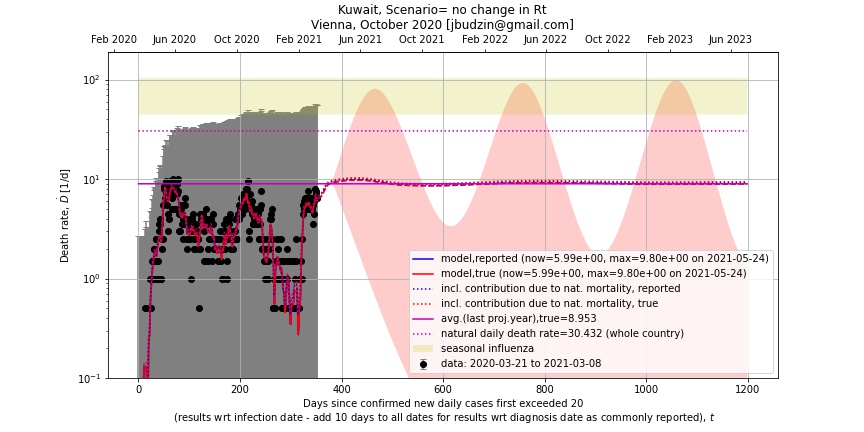 Kuwait, Scenario= no change in Rt
Vienna, October 2020 [jbudzin@gmail.com]
Feb 2020 Jun 2020 Oct 2020 Feb 2021 Jun 2021 Oct 2021 Feb 2022 Jun 2022 Oct 2022 Feb 2023 Jun 2023
10²
10¹
10⁰
10⁻¹
Death rate, D [1/d]
model,reported (now=5.99e+00, max=9.80e+00 on 2021-05-24)
model,true (now=5.99e+00, max=9.80e+00 on 2021-05-24)
incl. contribution due to nat. mortality, reported
incl. contribution due to nat. mortality, true
avg.(last proj.year),true=8.953
natural daily death rate=30.432 (whole country)
seasonal influenza
data: 2020-03-21 to 2021-03-08
0 200 400 600 800 1000 1200
Days since confirmed new daily cases first exceeded 20
(results wrt infection date - add 10 days to all dates for results wrt diagnosis date as commonly reported), t